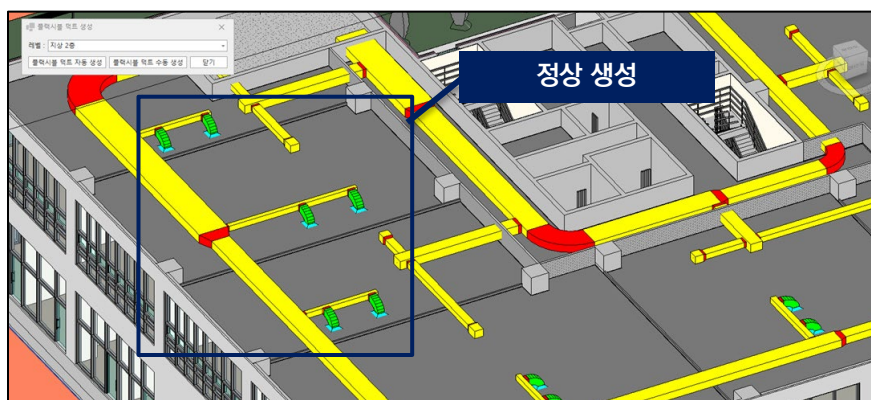 플렉시블 덕트 생성
레벨 : 지상 2층
플렉시블 덕트 자동 생성 플렉시블 덕트 수동 생성 닫기
정상 생성